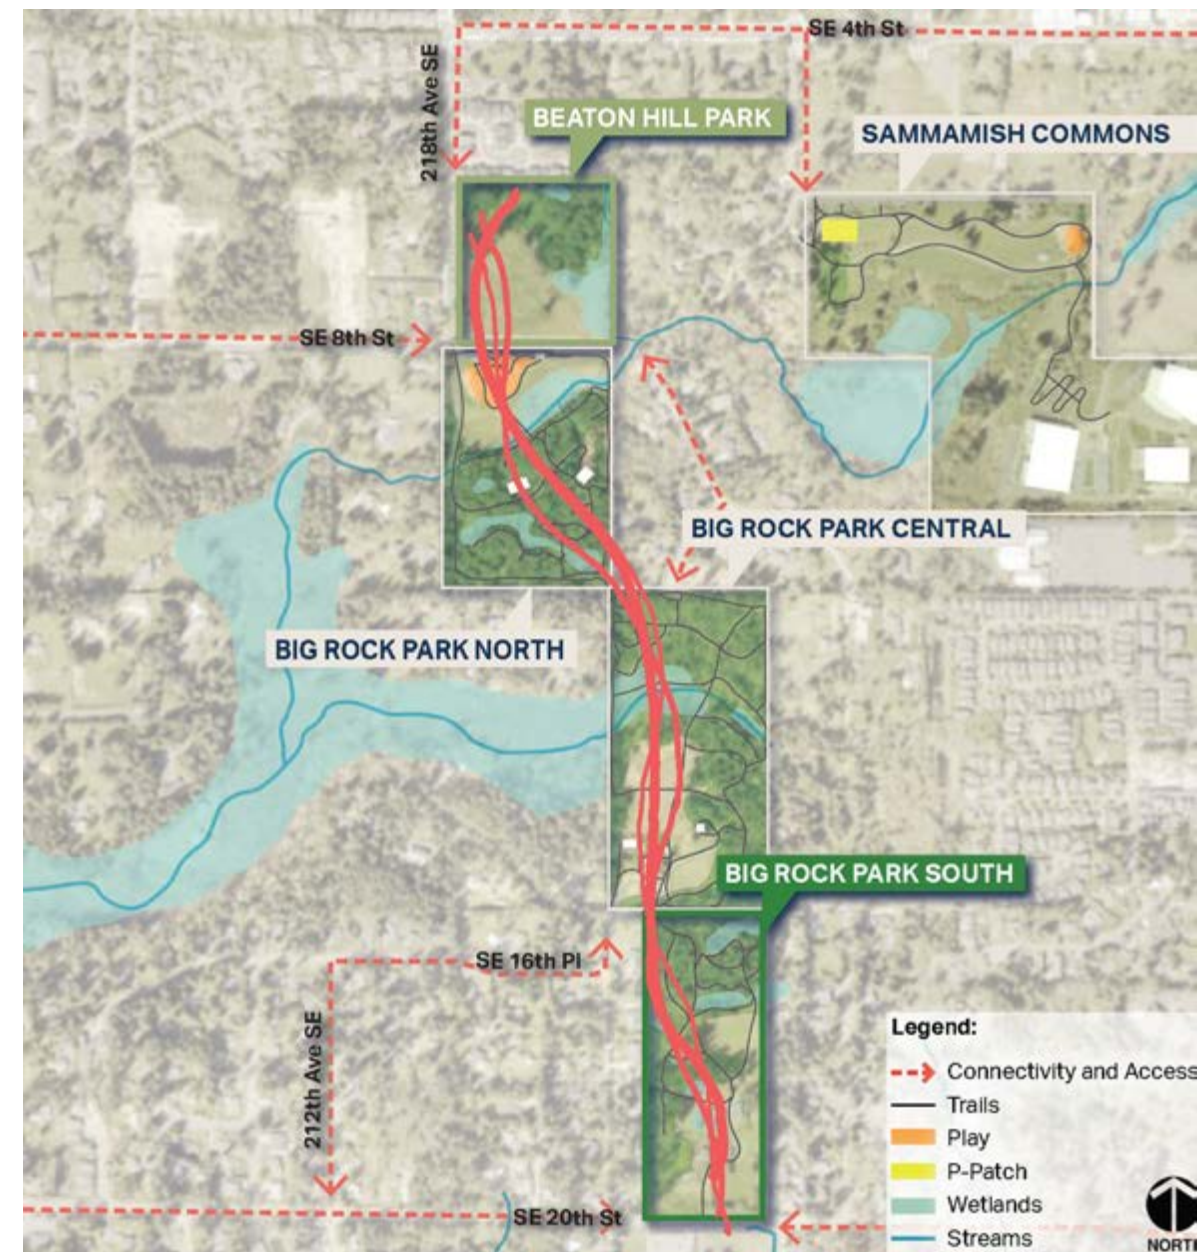 SE 4th St
218th Ave SE
BEATON HILL PARK
SAMMAMISH COMMONS
SE 8th St
BIG ROCK PARK CENTRAL
BIG ROCK PARK NORTH
BIG ROCK PARK SOUTH
SE 16th Pl
212th Ave SE
SE 20th St
Legend:
Connectivity and Access
Trails
Play
P-Patch
Wetlands
Streams
NORTH